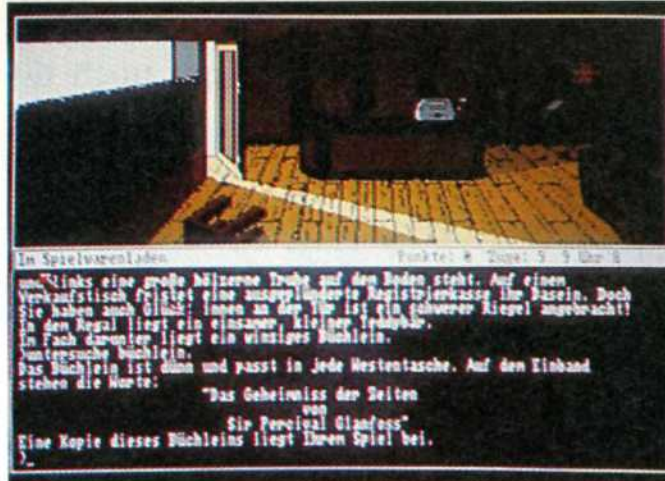 Im Spielwarenladen Punkte: 0 Züge: 9 9 Uhr 8
und links eine große hölzerne Truhe auf dem Boden steht. Auf einem
Verkaufstisch fristet eine ausgeplünderte Registrierkasse ihr Dasein. Doch
Sie haben auch Glück: innen an der Tür ist ein schwerer Riegel angebracht!
In dem Regal liegt ein einsamer, kleiner Teddybär.
Im Fach darunter liegt ein winziges Büchlein.
untersuche büchlein.
Das Büchlein ist dünn und passt in jede Westentasche. Auf dem Einband
stehen die Worte:
"Das Geheimniss der Zeiten
von
Sir Percival Glamfoss"
Eine Kopie dieses Büchleins liegt Ihrem Spiel bei.